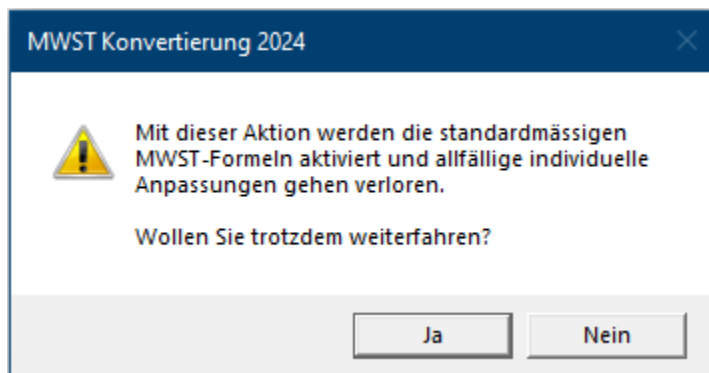 MWST Konvertierung 2024
Mit dieser Aktion werden die standardmässigen
MWST-Formeln aktiviert und allfällige individuelle
Anpassungen gehen verloren.
Wollen Sie trotzdem weiterfahren?
Ja
Nein